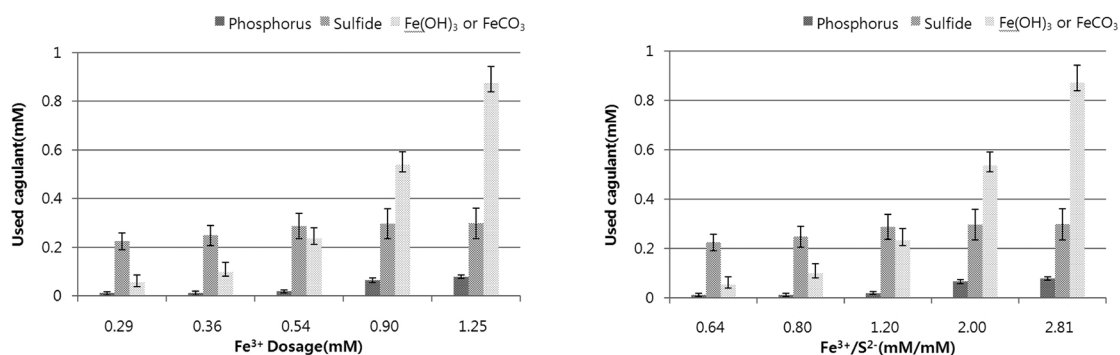 Phosphorus Sulfide Fe(OH)₃ or FeCO₃
1
0.8
0.6
0.4
0.2
0
Used cagulant(mM)
0.29 0.36 0.54 0.90 1.25
Fe³⁺ Dosage(mM)
Phosphorus Sulfide Fe(OH)₃ or FeCO₃
1
0.8
0.6
0.4
0.2
0
Used cagulant(mM)
0.64 0.80 1.20 2.00 2.81
Fe³⁺/S²⁻(mM/mM)